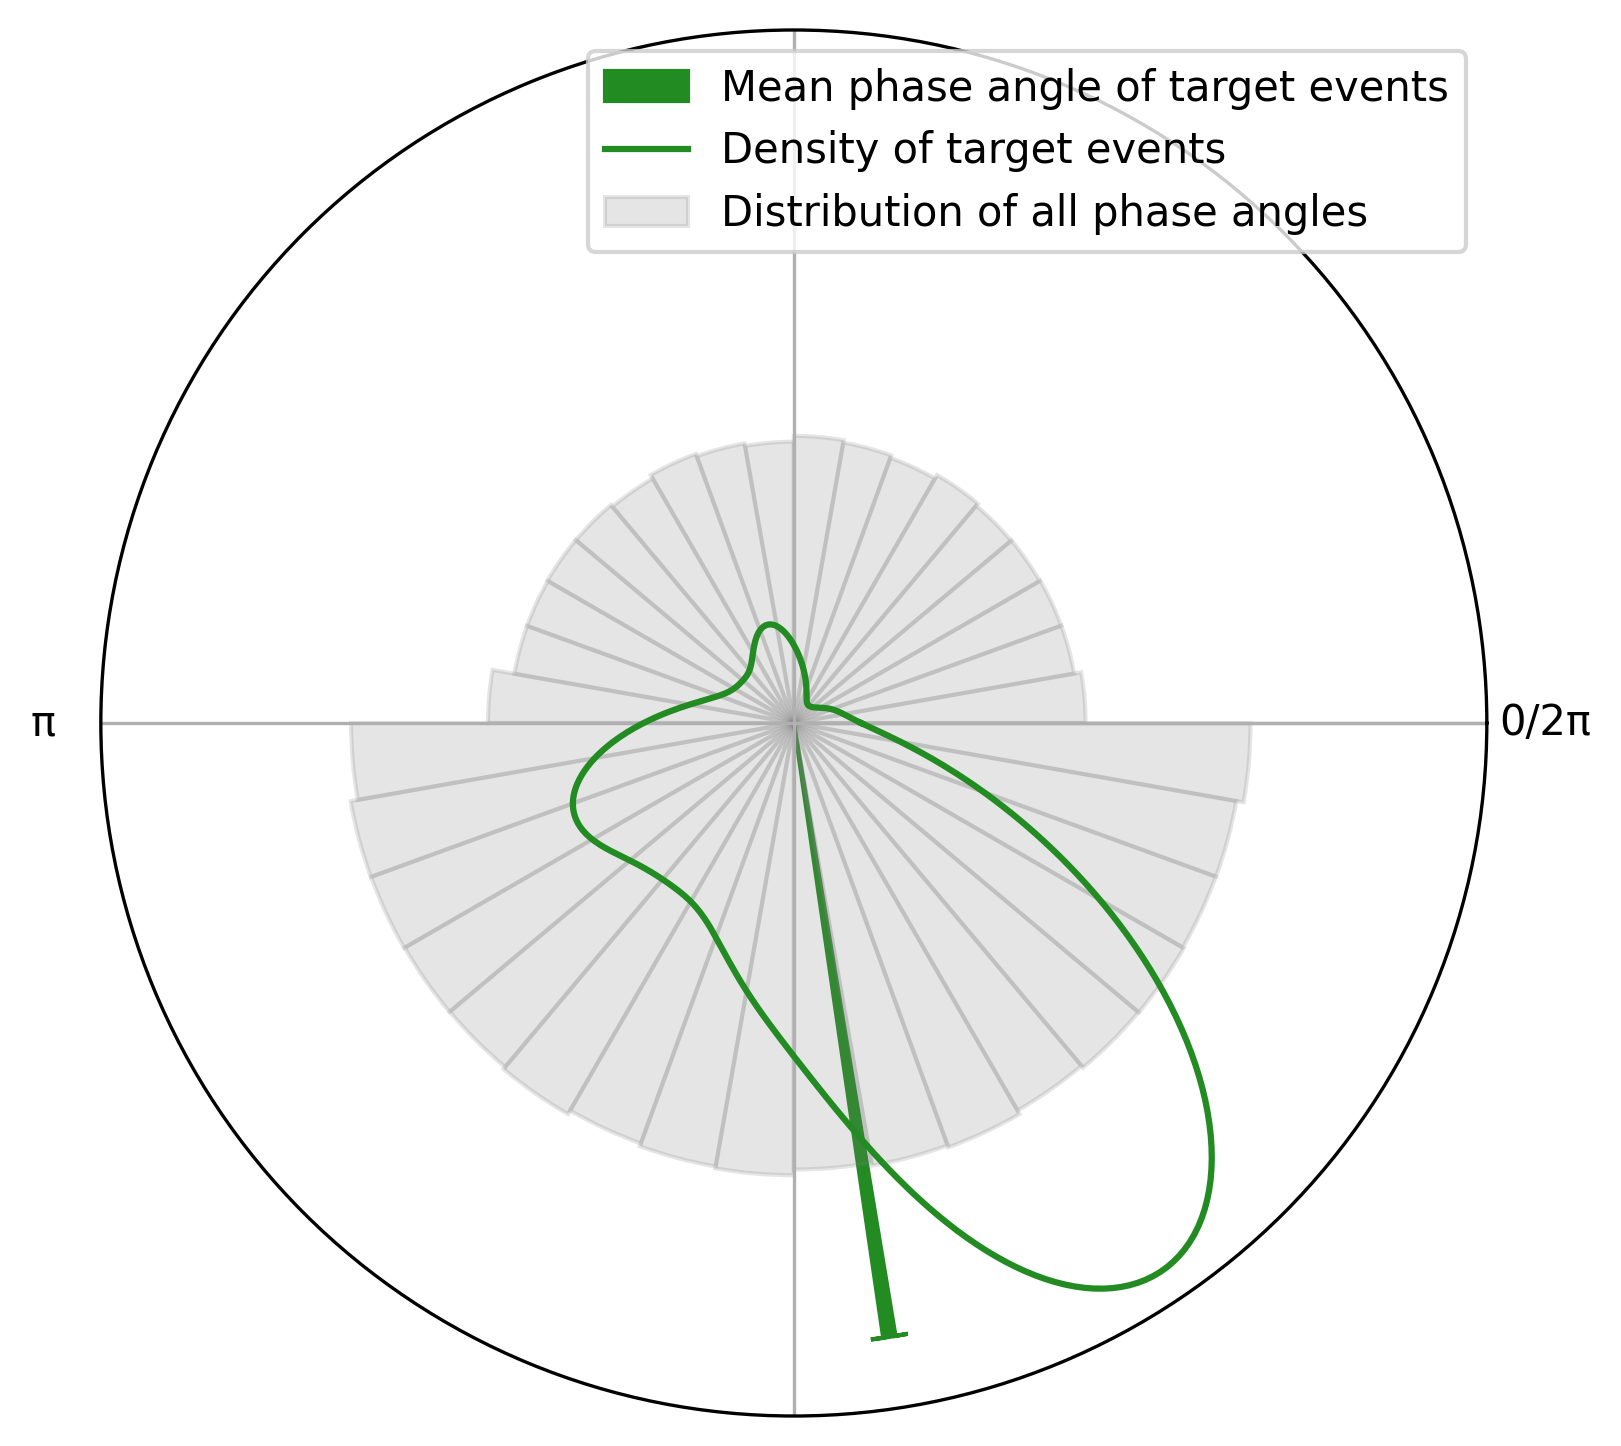 Mean phase angle of target events
Density of target events
Distribution of all phase angles
π
0/2π